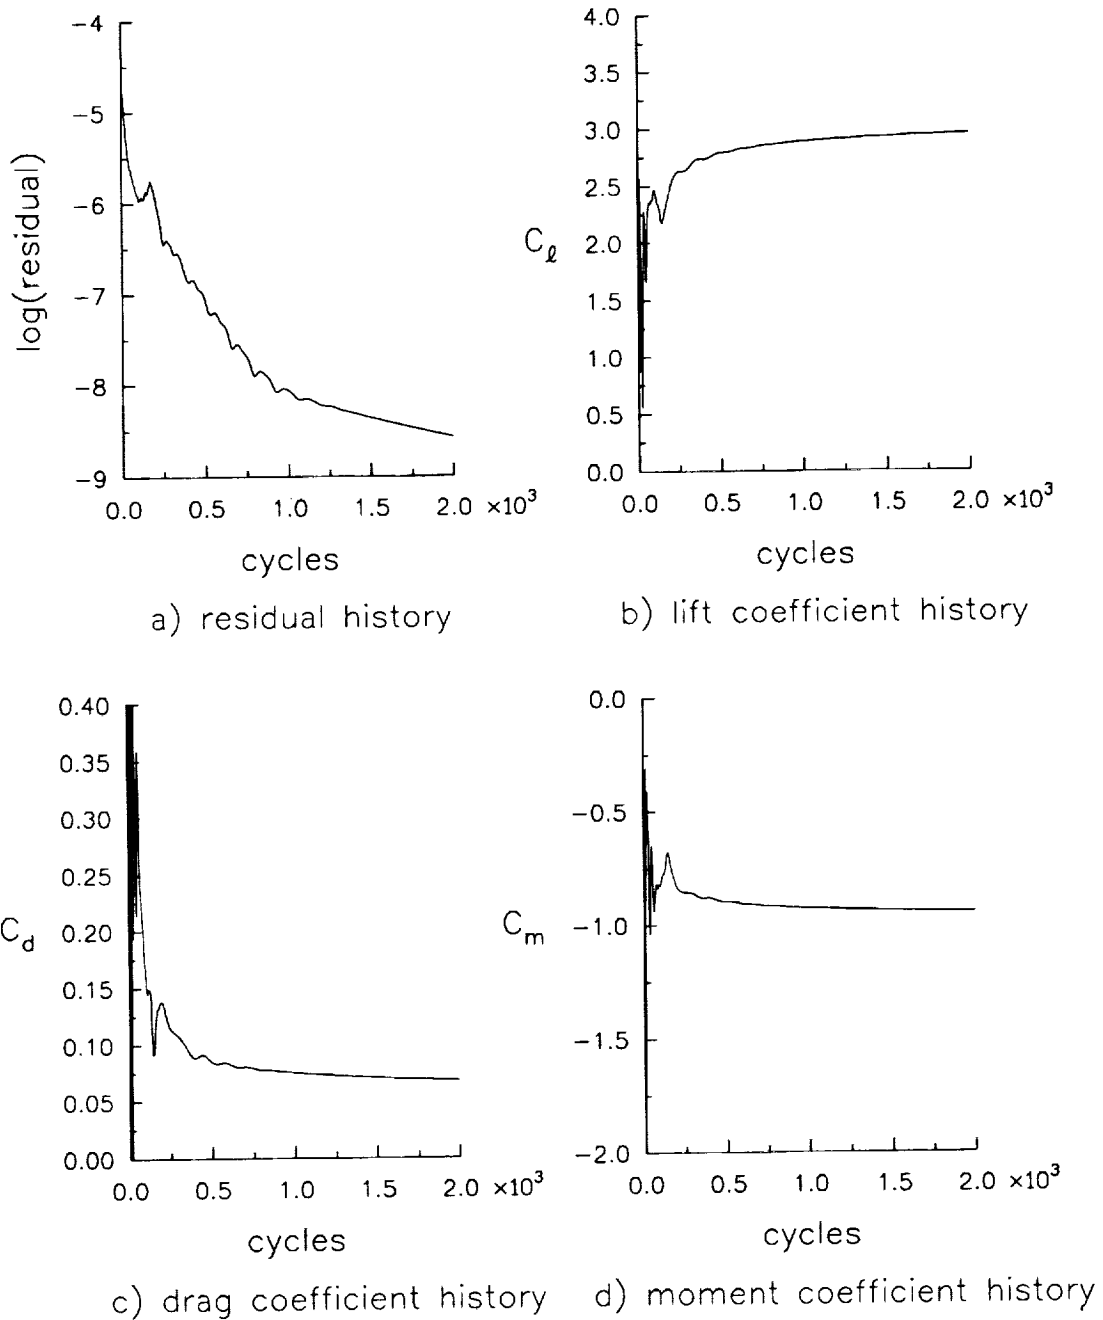 -4
-5
-6
-7
-8
-9
log(residual)
0.0 0.5 1.0 1.5 2.0 ×10³
cycles
a) residual history
4.0
3.5
3.0
2.5
2.0
1.5
1.0
0.5
0.0
C_ℓ
0.0 0.5 1.0 1.5 2.0 ×10³
cycles
b) lift coefficient history
0.40
0.35
0.30
0.25
0.20
0.15
0.10
0.05
0.00
C_d
0.0 0.5 1.0 1.5 2.0 ×10³
cycles
c) drag coefficient history
0.0
-0.5
-1.0
-1.5
-2.0
C_m
0.0 0.5 1.0 1.5 2.0 ×10³
cycles
d) moment coefficient history